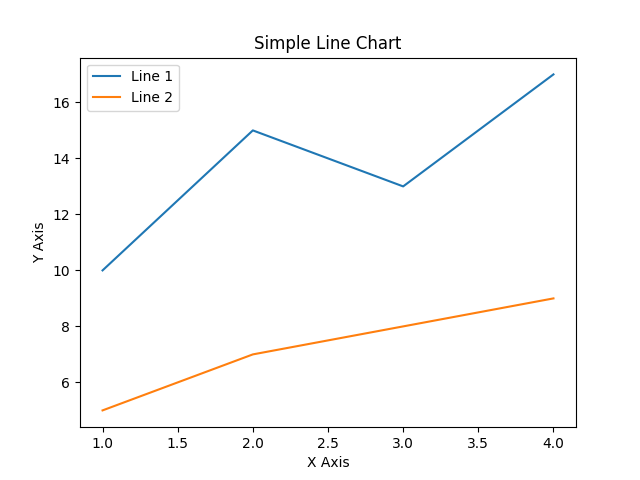 Simple Line Chart
Line 1
Line 2
16
14
12
10
8
6
Y Axis
1.0 1.5 2.0 2.5 3.0 3.5 4.0
X Axis